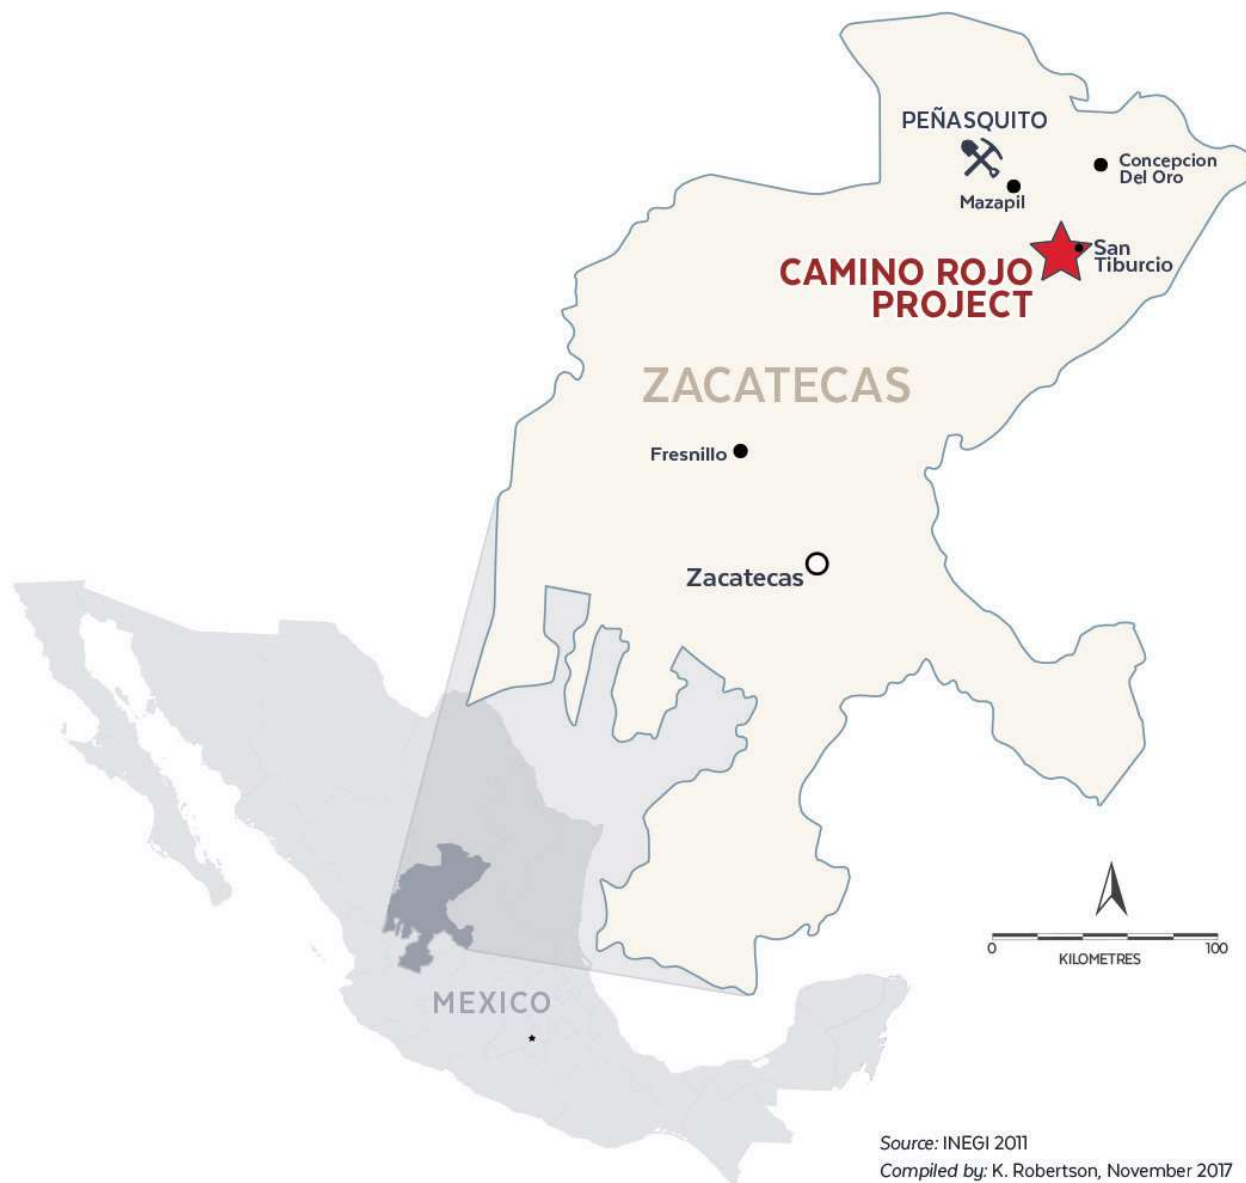 PEÑASQUITO
Concepcion
Del Oro
Mazapil
San
Tiburcio
CAMINO ROJO
PROJECT
ZACATECAS
Fresnillo
Zacatecas
0
100
KILOMETRES
MEXICO
Source: INEGI 2011
Compiled by: K. Robertson, November 2017